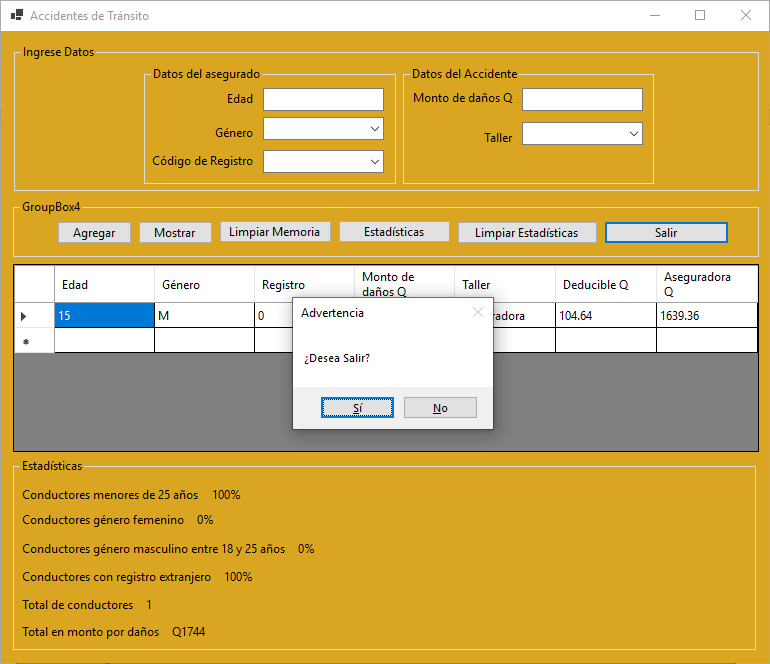 Accidentes de Tránsito
Ingrese Datos
Datos del asegurado
Datos del Accidente
Edad
Monto de daños Q
Género
Taller
Código de Registro
GroupBox4
Agregar
Mostrar
Limpiar Memoria
Estadísticas
Limpiar Estadísticas
Salir
Edad
Género
Registro
Monto de
daños Q
Taller
Deducible Q
Aseguradora
Q
15
M
0
radora
104.64
1639.36
Advertencia
¿Desea Salir?
Sí
No
Estadísticas
Conductores menores de 25 años 100%
Conductores género femenino 0%
Conductores género masculino entre 18 y 25 años 0%
Conductores con registro extranjero 100%
Total de conductores 1
Total en monto por daños Q1744